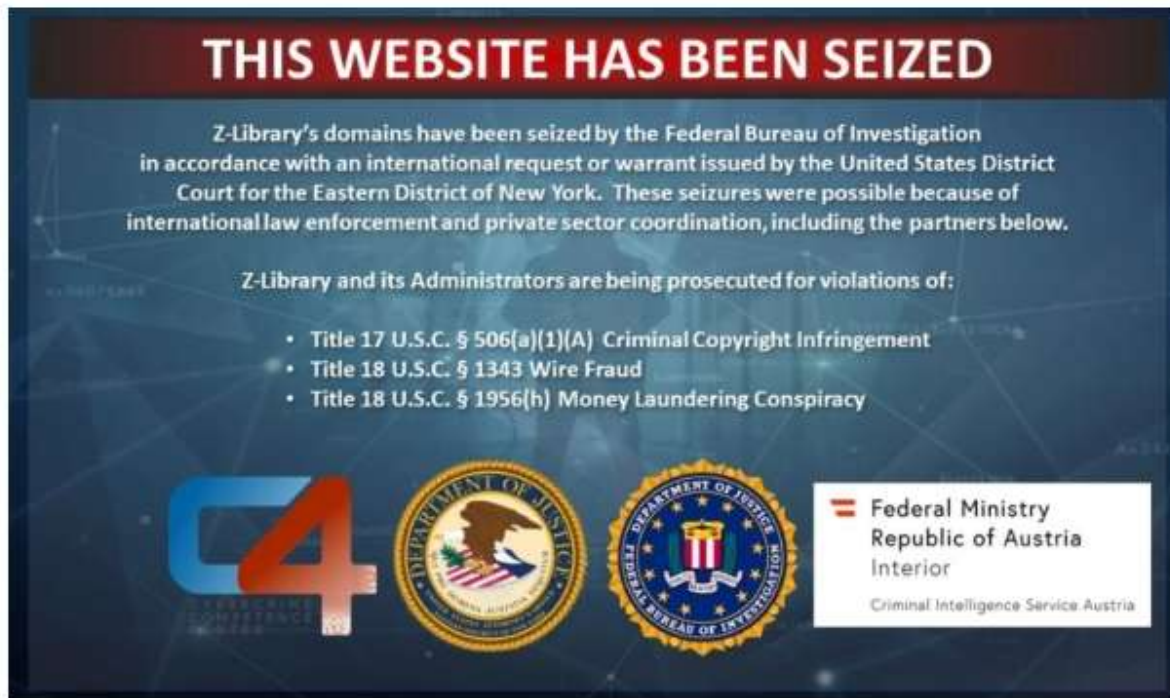 THIS WEBSITE HAS BEEN SEIZED
Z-Library's domains have been seized by the Federal Bureau of Investigation
in accordance with an international request or warrant issued by the United States District
Court for the Eastern District of New York. These seizures were possible because of
international law enforcement and private sector coordination, including the partners below.
Z-Library and its Administrators are being prosecuted for violations of:
• Title 17 U.S.C. § 506(a)(1)(A) Criminal Copyright Infringement
• Title 18 U.S.C. § 1343 Wire Fraud
• Title 18 U.S.C. § 1956(h) Money Laundering Conspiracy
C4
CYBERCRIME
COMPETENCE
CENTER
DEPARTMENT OF JUSTICE
DEPARTMENT OF JUSTICE
FEDERAL BUREAU OF INVESTIGATION
Federal Ministry
Republic of Austria
Interior
Criminal Intelligence Service Austria